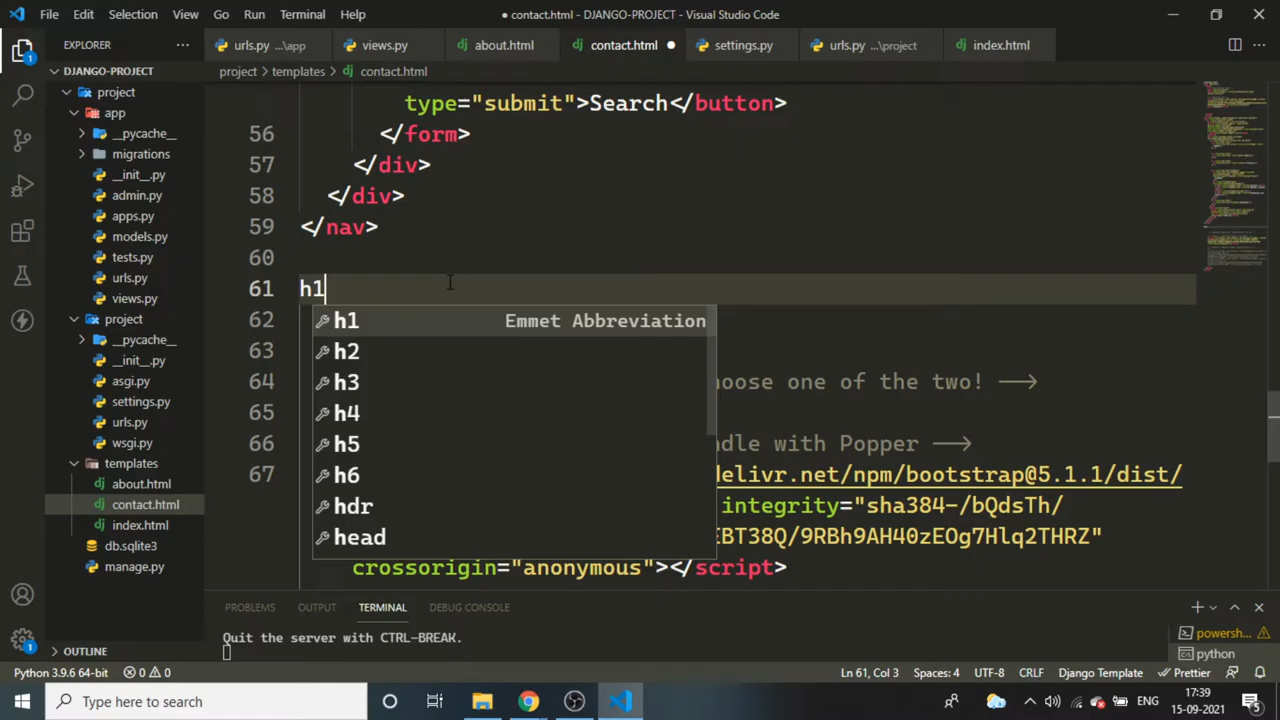 File Edit Selection View Go Run Terminal Help
● contact.html - DJANGO-PROJECT - Visual Studio Code
EXPLORER
urls.py ...\app
views.py
about.html
contact.html
settings.py
urls.py ...\project
index.html
project > templates > contact.html
DJANGO-PROJECT
project
app
__pycache__
migrations
__init__.py
admin.py
apps.py
models.py
tests.py
urls.py
views.py
project
__pycache__
__init__.py
asgi.py
settings.py
urls.py
wsgi.py
templates
about.html
contact.html
index.html
db.sqlite3
manage.py
OUTLINE
type="submit">Search</button>
56 </form>
57 </div>
58 </div>
59 </nav>
60
61 h1
62
63
64 hoose one of the two! -->
65
66 ndle with Popper -->
67 delivr.net/npm/bootstrap@5.1.1/dist/
integrity="sha384-/bQdsTh/
EBT38Q/9RBh9AH40zEOg7Hlq2THRZ"
crossorigin="anonymous"></script>
h1 Emmet Abbreviation
h2
h3
h4
h5
h6
hdr
head
PROBLEMS OUTPUT TERMINAL DEBUG CONSOLE
Quit the server with CTRL-BREAK.
powersh...
python
Python 3.9.6 64-bit 0 0 Ln 61, Col 3 Spaces: 4 UTF-8 CRLF Django Template Prettier
Type here to search
ENG
17:39
15-09-2021
1
1
5